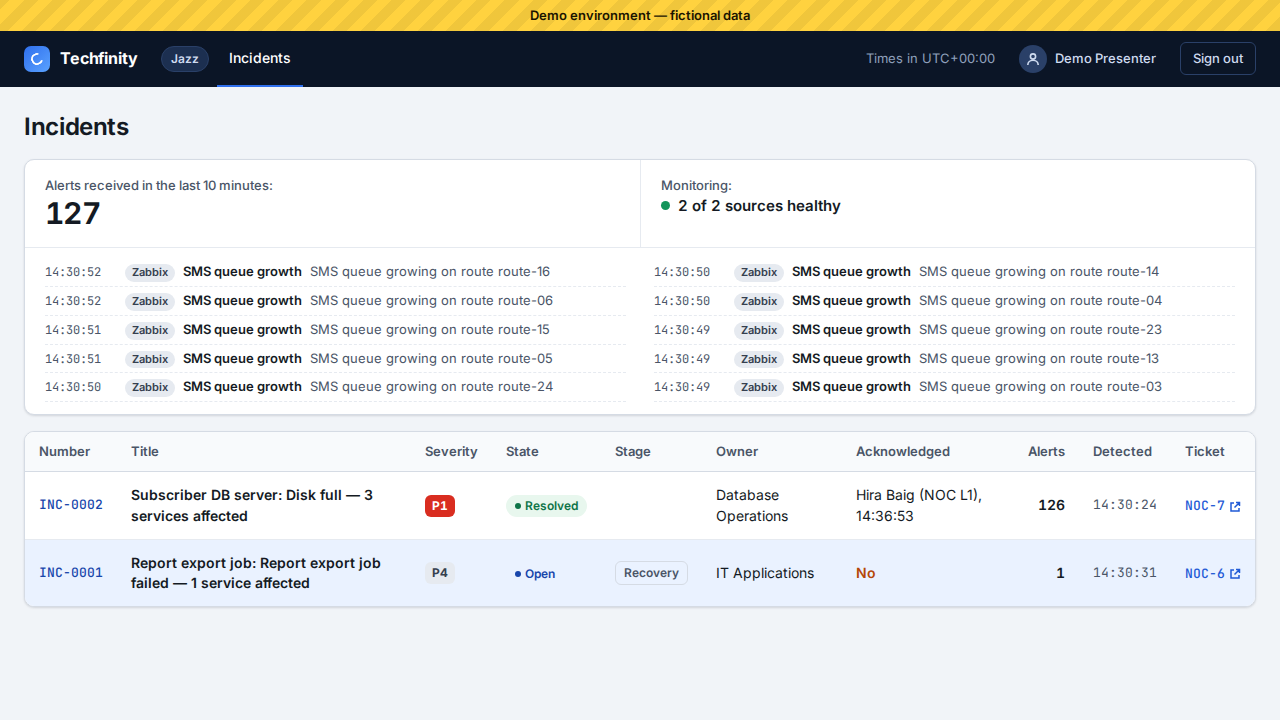 Demo environment — fictional data
Techfinity Jazz Incidents Times in UTC+00:00 Demo Presenter Sign out
Incidents
Alerts received in the last 10 minutes:
127
Monitoring:
2 of 2 sources healthy
14:30:52 Zabbix SMS queue growth SMS queue growing on route route-16
14:30:52 Zabbix SMS queue growth SMS queue growing on route route-06
14:30:51 Zabbix SMS queue growth SMS queue growing on route route-15
14:30:51 Zabbix SMS queue growth SMS queue growing on route route-05
14:30:50 Zabbix SMS queue growth SMS queue growing on route route-24
14:30:50 Zabbix SMS queue growth SMS queue growing on route route-14
14:30:50 Zabbix SMS queue growth SMS queue growing on route route-04
14:30:49 Zabbix SMS queue growth SMS queue growing on route route-23
14:30:49 Zabbix SMS queue growth SMS queue growing on route route-13
14:30:49 Zabbix SMS queue growth SMS queue growing on route route-03
Number Title Severity State Stage Owner Acknowledged Alerts Detected Ticket
INC-0002 Subscriber DB server: Disk full — 3 services affected P1 Resolved Database Operations Hira Baig (NOC L1), 14:36:53 126 14:30:24 NOC-7
INC-0001 Report export job: Report export job failed — 1 service affected P4 Open Recovery IT Applications No 1 14:30:31 NOC-6